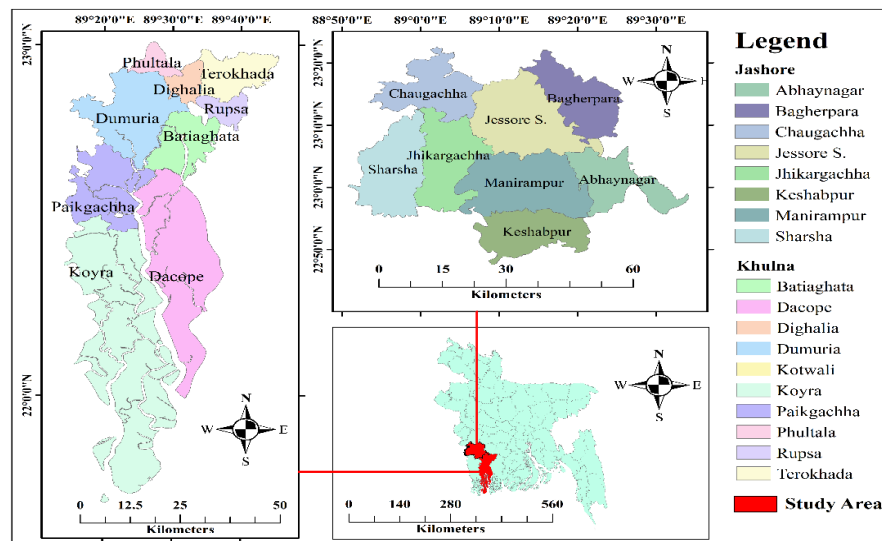 89°20'0"E 89°30'0"E 89°40'0"E
23°0'0"N
22°0'0"N
Phultala
Terokhada
Dighalia
Rupsa
Dumuria
Batiaghata
Paikgachha
Koyra
Dacope
N
W E
S
0 12.5 25 50
Kilometers
88°50'0"E 89°0'0"E 89°10'0"E 89°20'0"E 89°30'0"E
23°20'0"N
23°10'0"N
23°0'0"N
22°50'0"N
Chaugachha
Bagherpara
Jessore S.
Jhikargachha
Sharsha
Manirampur
Abhaynagar
Keshabpur
N
W E
S
0 15 30 60
Kilometers
N
W E
S
0 140 280 560
Kilometers
Legend
Jashore
Abhaynagar
Bagherpara
Chaugachha
Jessore S.
Jhikargachha
Keshabpur
Manirampur
Sharsha
Khulna
Batiaghata
Dacope
Dighalia
Dumuria
Kotwali
Koyra
Paikgachha
Phultala
Rupsa
Terokhada
Study Area